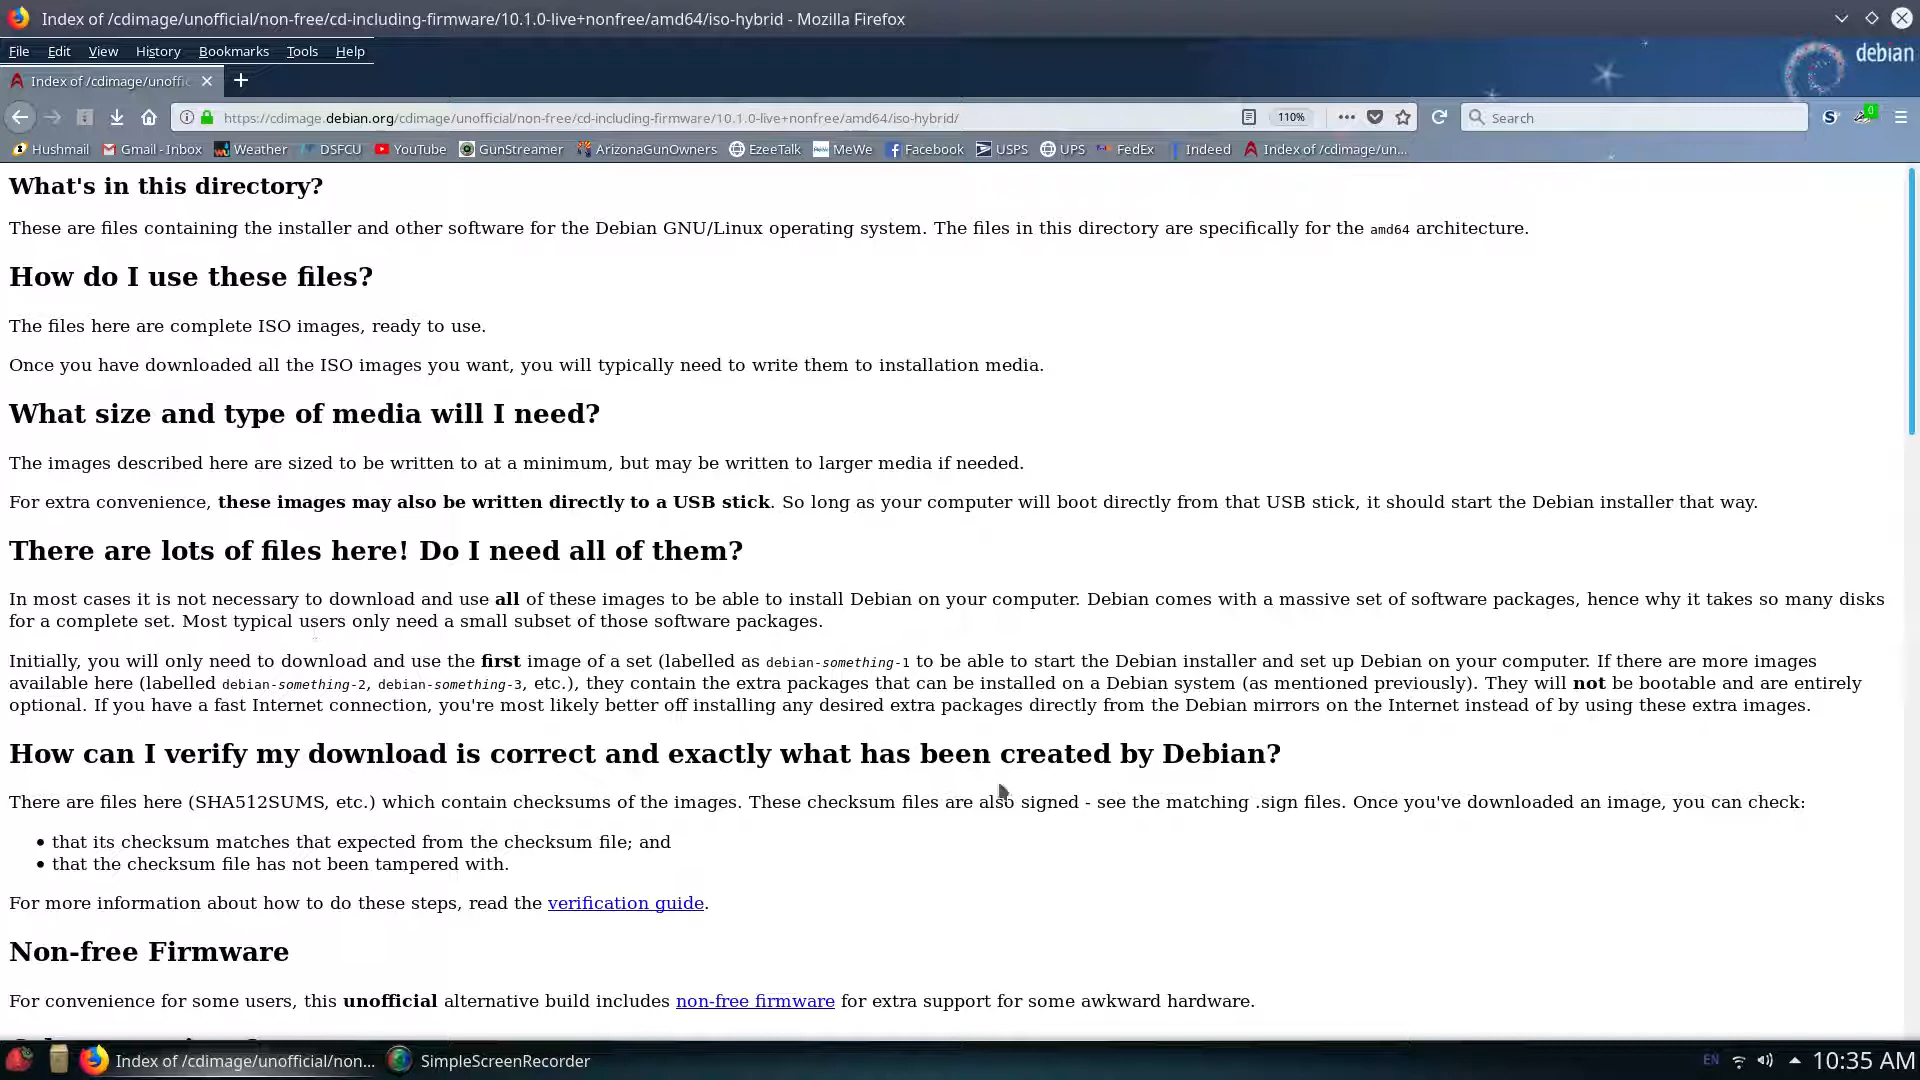 Index of /cdimage/unofficial/non-free/cd-including-firmware/10.1.0-live+nonfree/amd64/iso-hybrid - Mozilla Firefox
File Edit View History Bookmarks Tools Help
debian
Index of /cdimage/unoffic
https://cdimage.debian.org/cdimage/unofficial/non-free/cd-including-firmware/10.1.0-live+nonfree/amd64/iso-hybrid/ 110% Search 0
Hushmail Gmail - Inbox Weather DSFCU YouTube GunStreamer ArizonaGunOwners EzeeTalk MeWe Facebook USPS UPS FedEx Indeed Index of /cdimage/un...
What's in this directory?
These are files containing the installer and other software for the Debian GNU/Linux operating system. The files in this directory are specifically for the amd64 architecture.
How do I use these files?
The files here are complete ISO images, ready to use.
Once you have downloaded all the ISO images you want, you will typically need to write them to installation media.
What size and type of media will I need?
The images described here are sized to be written to at a minimum, but may be written to larger media if needed.
For extra convenience, these images may also be written directly to a USB stick. So long as your computer will boot directly from that USB stick, it should start the Debian installer that way.
There are lots of files here! Do I need all of them?
In most cases it is not necessary to download and use all of these images to be able to install Debian on your computer. Debian comes with a massive set of software packages, hence why it takes so many disks
for a complete set. Most typical users only need a small subset of those software packages.
Initially, you will only need to download and use the first image of a set (labelled as debian-something-1 to be able to start the Debian installer and set up Debian on your computer. If there are more images
available here (labelled debian-something-2, debian-something-3, etc.), they contain the extra packages that can be installed on a Debian system (as mentioned previously). They will not be bootable and are entirely
optional. If you have a fast Internet connection, you're most likely better off installing any desired extra packages directly from the Debian mirrors on the Internet instead of by using these extra images.
How can I verify my download is correct and exactly what has been created by Debian?
There are files here (SHA512SUMS, etc.) which contain checksums of the images. These checksum files are also signed - see the matching .sign files. Once you've downloaded an image, you can check:
• that its checksum matches that expected from the checksum file; and
• that the checksum file has not been tampered with.
For more information about how to do these steps, read the verification guide.
Non-free Firmware
For convenience for some users, this unofficial alternative build includes non-free firmware for extra support for some awkward hardware.
Index of /cdimage/unofficial/non... SimpleScreenRecorder EN 10:35 AM